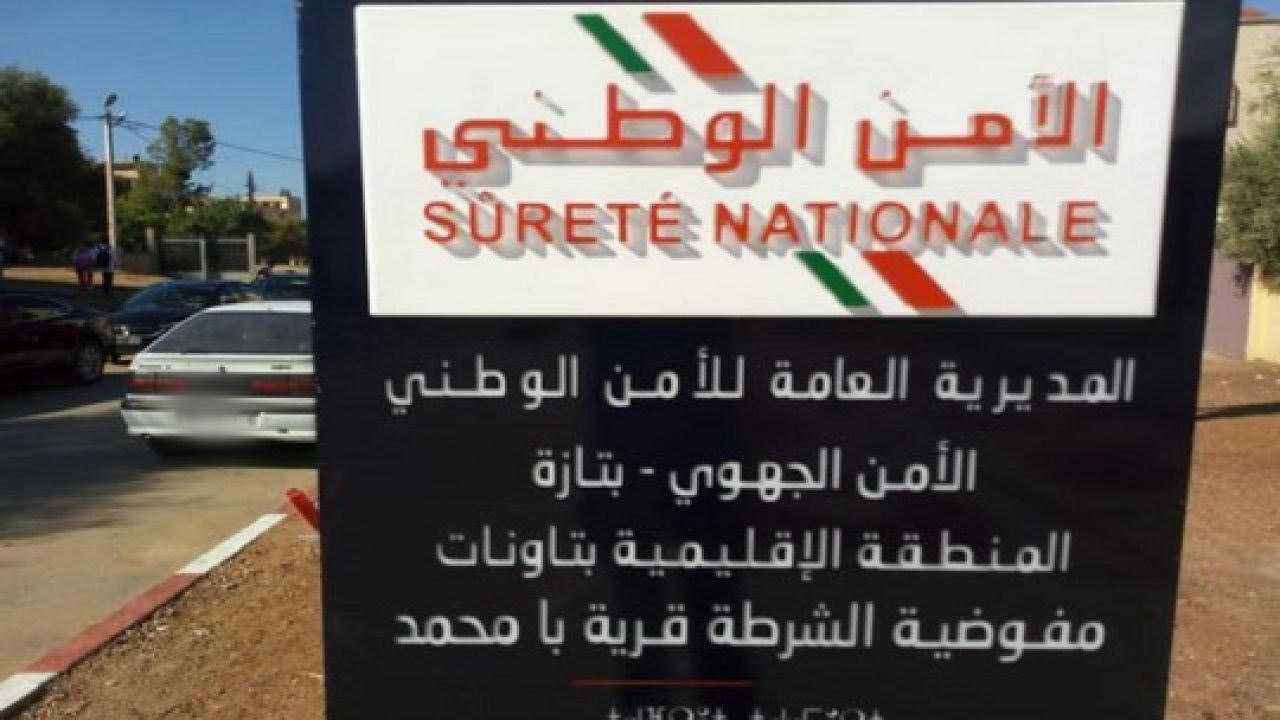 الأمن الوطني
SÛRETÉ NATIONALE
المديرية العامة للأمن الوطني
الأمن الجهوي - بتازة
المنطقة الإقليمية بتاونات
مفوضية الشرطة قرية با محمد